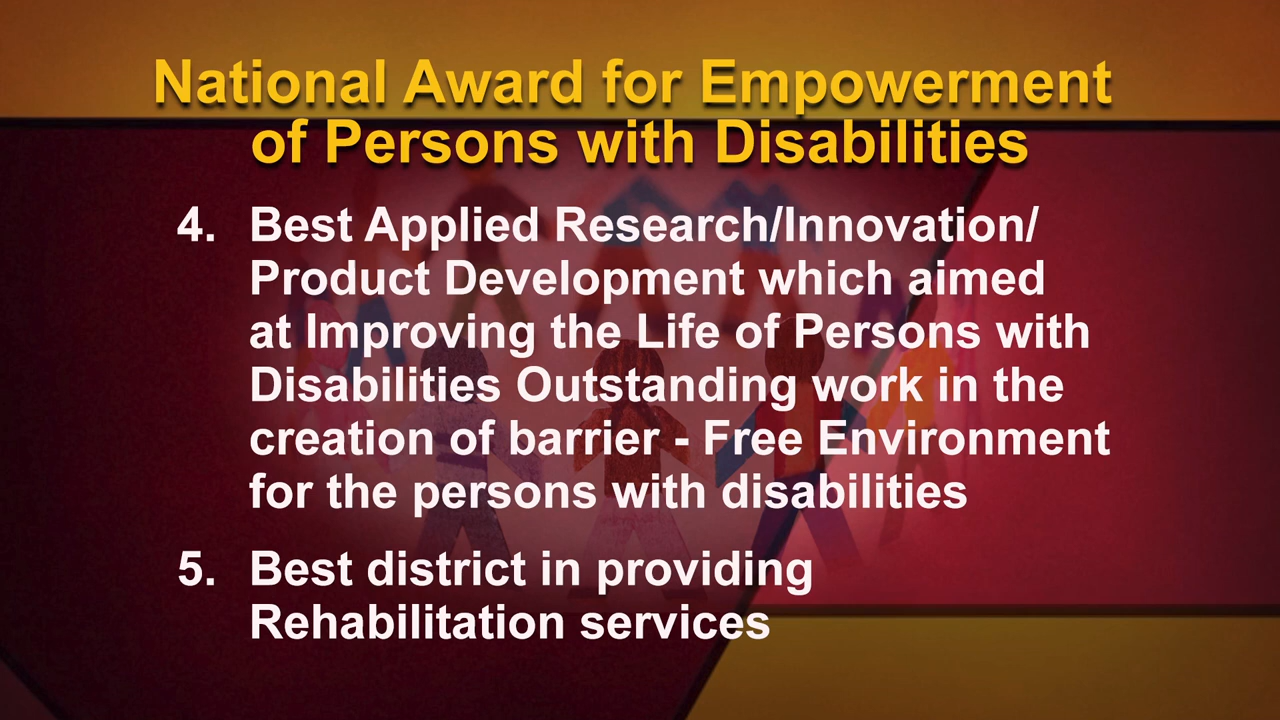 National Award for Empowerment
of Persons with Disabilities
4. Best Applied Research/Innovation/
Product Development which aimed
at Improving the Life of Persons with
Disabilities Outstanding work in the
creation of barrier - Free Environment
for the persons with disabilities
5. Best district in providing
Rehabilitation services